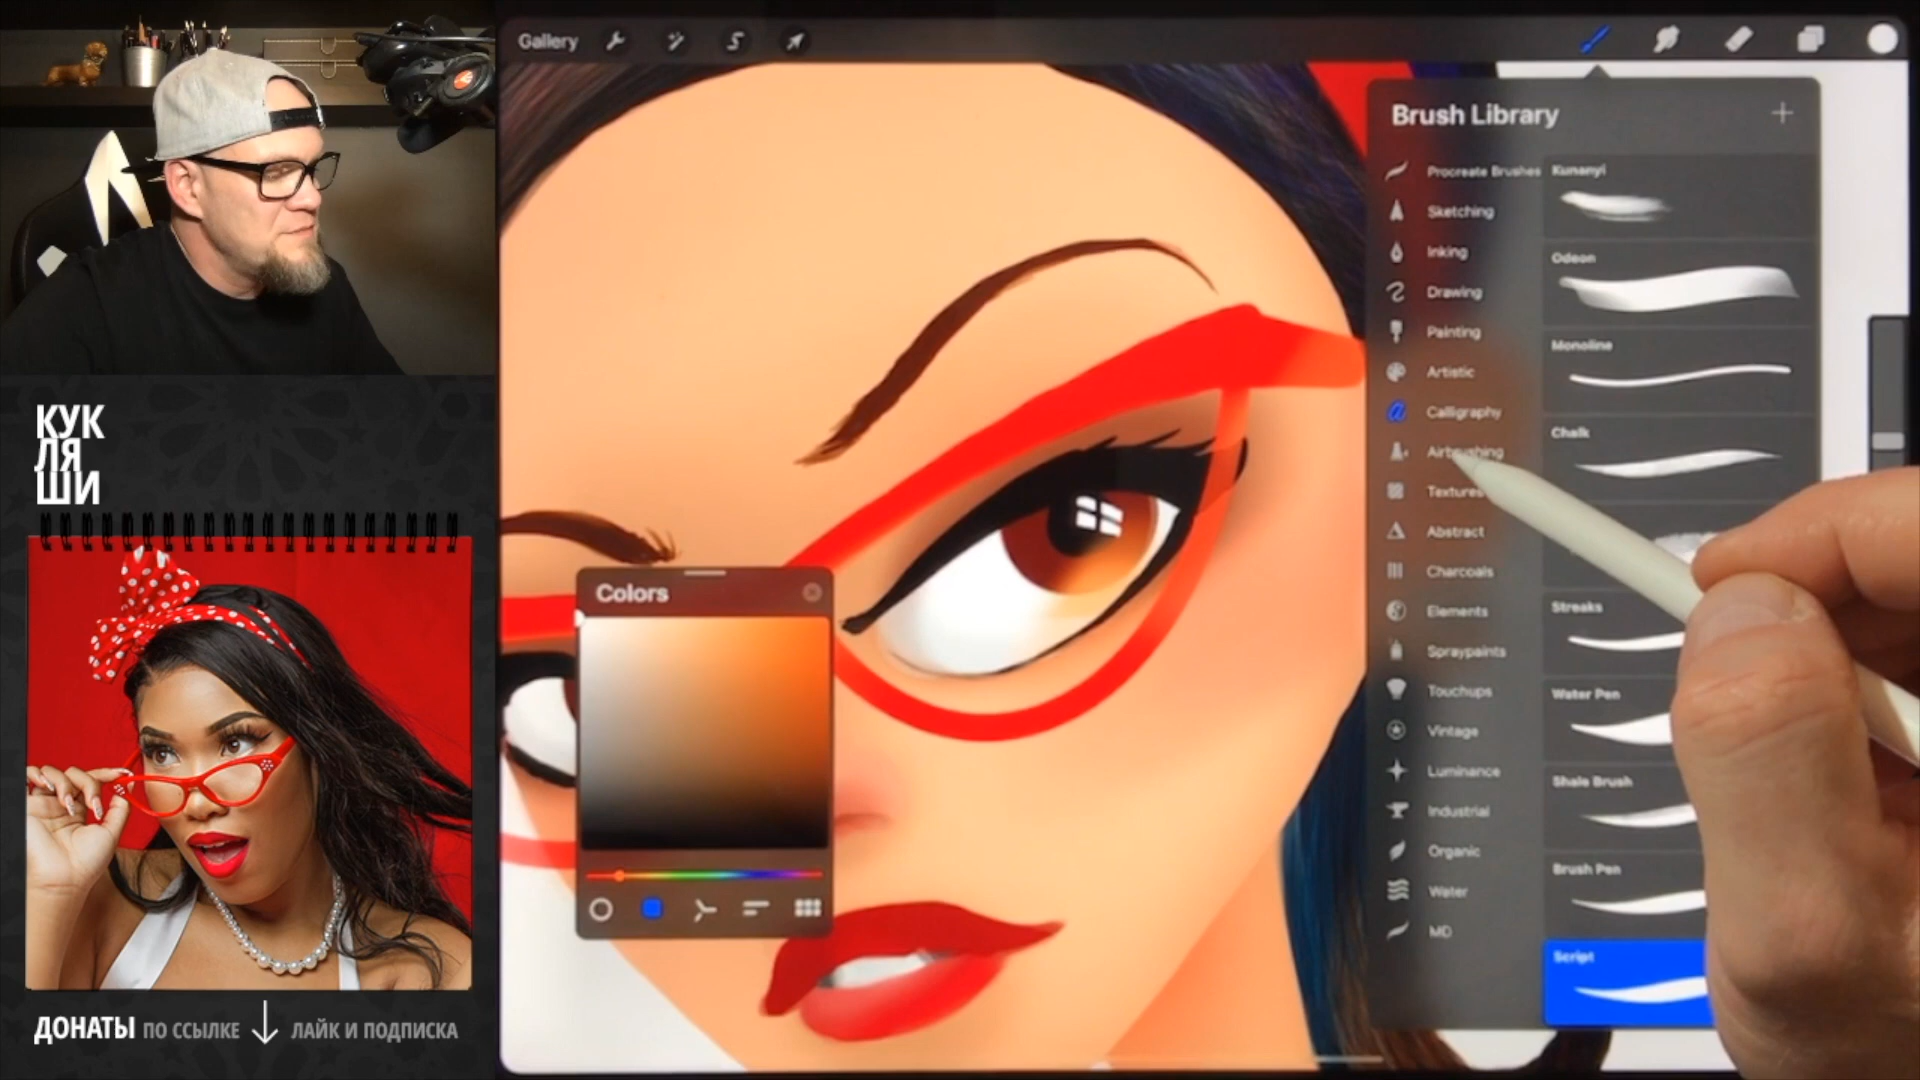 Gallery
Brush Library
Procreate Brushes
Sketching
Inking
Drawing
Painting
Artistic
Calligraphy
Airbrushing
Textures
Abstract
Charcoals
Elements
Spraypaints
Touchups
Vintage
Luminance
Industrial
Organic
Water
MD
Kunanyi
Odeon
Monoline
Chalk
Streaks
Water Pen
Shale Brush
Brush Pen
Script
Colors
КУК
ЛЯ
ШИ
ДОНАТЫ ПО ССЫЛКЕ ЛАЙК И ПОДПИСКА